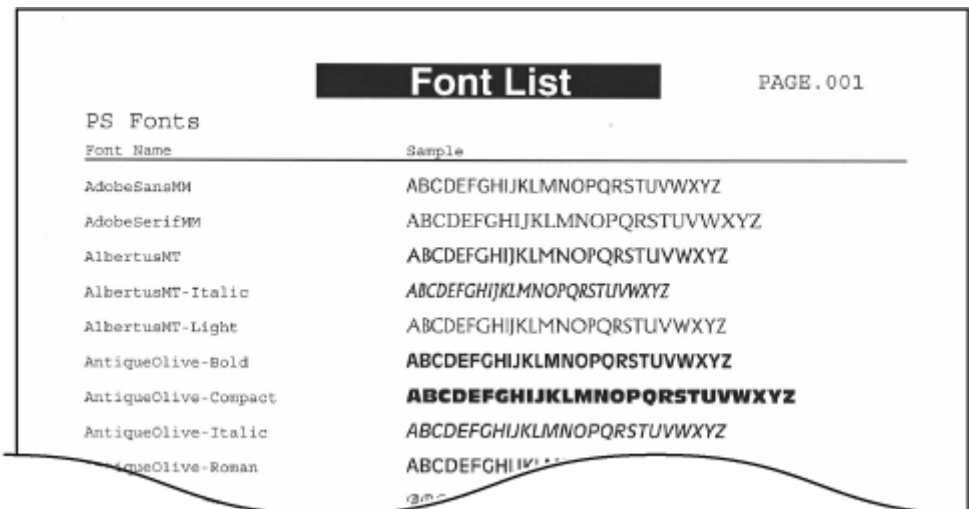 Font List PAGE.001
PS Fonts
Font Name Sample
AdobeSansMM ABCDEFGHIJKLMNOPQRSTUVWXYZ
AdobeSerifMM ABCDEFGHIJKLMNOPQRSTUVWXYZ
AlbertusMT ABCDEFGHIJKLMNOPQRSTUVWXYZ
AlbertusMT-Italic ABCDEFGHIJKLMNOPQRSTUVWXYZ
AlbertusMT-Light ABCDEFGHIJKLMNOPQRSTUVWXYZ
AntiqueOlive-Bold ABCDEFGHIJKLMNOPQRSTUVWXYZ
AntiqueOlive-Compact ABCDEFGHIJKLMNOPQRSTUVWXYZ
AntiqueOlive-Italic ABCDEFGHIJKLMNOPQRSTUVWXYZ